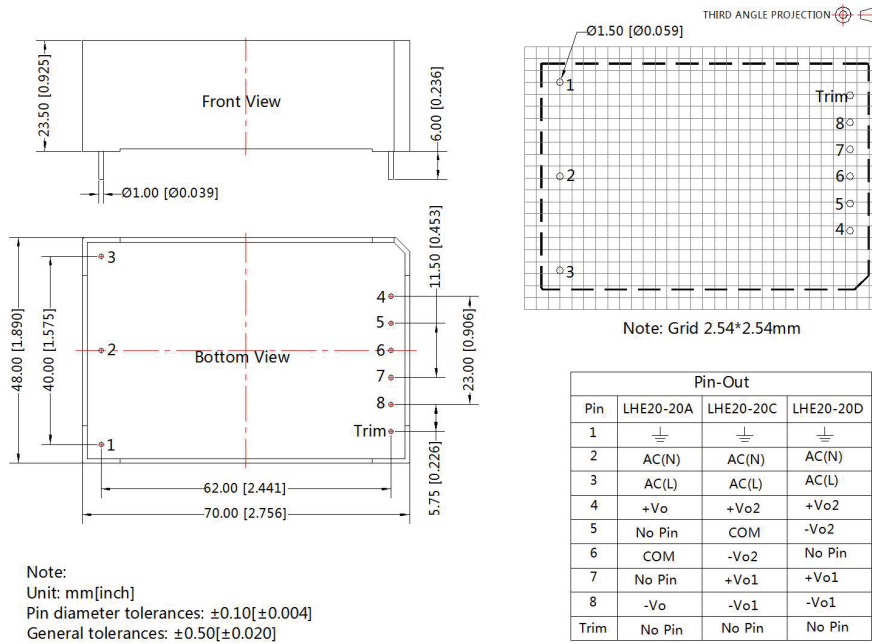 THIRD ANGLE PROJECTION
Ø1.50 [Ø0.059]
23.50 [0.925]
Front View
6.00 [0.236]
Ø1.00 [Ø0.039]
1
Trim
8
7
2
6
5
4
3
Note: Grid 2.54*2.54mm
48.00 [1.890]
40.00 [1.575]
3
2
1
Bottom View
4
5
6
7
8
Trim
11.50 [0.453]
23.00 [0.906]
5.75 [0.226]
62.00 [2.441]
70.00 [2.756]
Pin-Out
Pin LHE20-20A LHE20-20C LHE20-20D
1
2 AC(N) AC(N) AC(N)
3 AC(L) AC(L) AC(L)
4 +Vo +Vo2 +Vo2
5 No Pin COM -Vo2
6 COM -Vo2 No Pin
7 No Pin +Vo1 +Vo1
8 -Vo -Vo1 -Vo1
Trim No Pin No Pin No Pin
Note:
Unit: mm[inch]
Pin diameter tolerances: ±0.10[±0.004]
General tolerances: ±0.50[±0.020]